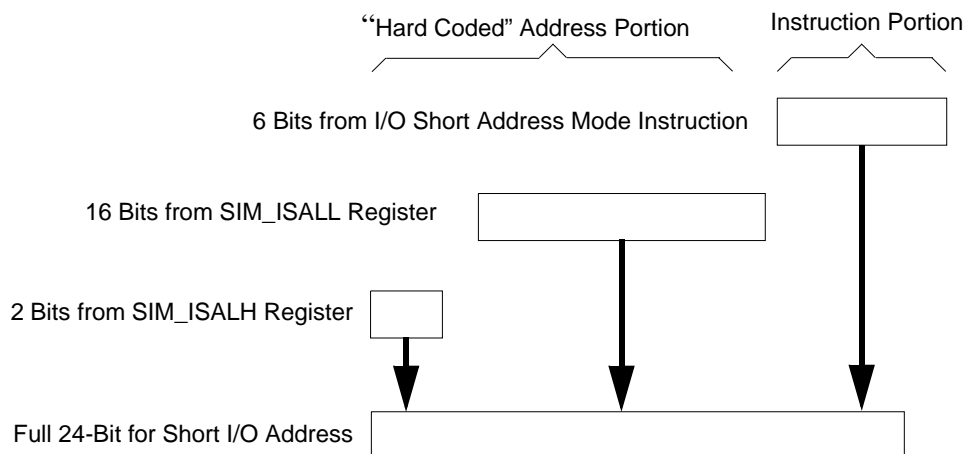 “Hard Coded” Address Portion
Instruction Portion
6 Bits from I/O Short Address Mode Instruction
16 Bits from SIM_ISALL Register
2 Bits from SIM_ISALH Register
Full 24-Bit for Short I/O Address